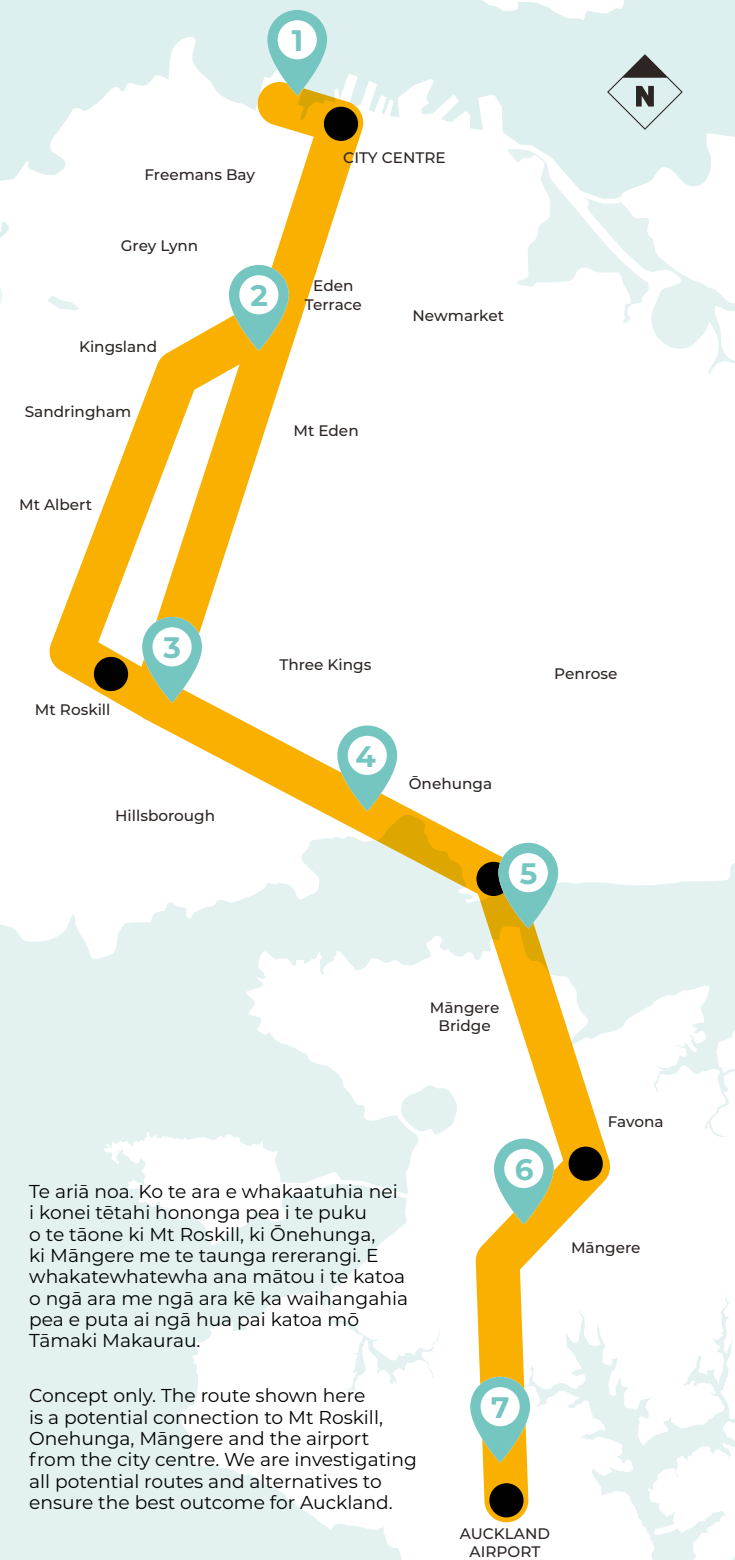 1
N
CITY CENTRE
Freemans Bay
Grey Lynn
2
Eden
Terrace
Newmarket
Kingsland
Sandringham
Mt Eden
Mt Albert
3
Three Kings
Penrose
Mt Roskill
4
Ōnehunga
Hillsborough
5
Māngere
Bridge
Favona
6
Te ariā noa. Ko te ara e whakaatuhia nei
i konei tētahi hononga pea i te puku
o te tāone ki Mt Roskill, ki Ōnehunga,
ki Māngere me te taunga rererangi. E
whakatewhatewha ana mātou i te katoa
o ngā ara me ngā ara kē ka waihangahia
pea e puta ai ngā hua pai katoa mō
Tāmaki Makaurau.
Māngere
Concept only. The route shown here
is a potential connection to Mt Roskill,
Onehunga, Māngere and the airport
from the city centre. We are investigating
all potential routes and alternatives to
ensure the best outcome for Auckland.
7
AUCKLAND
AIRPORT